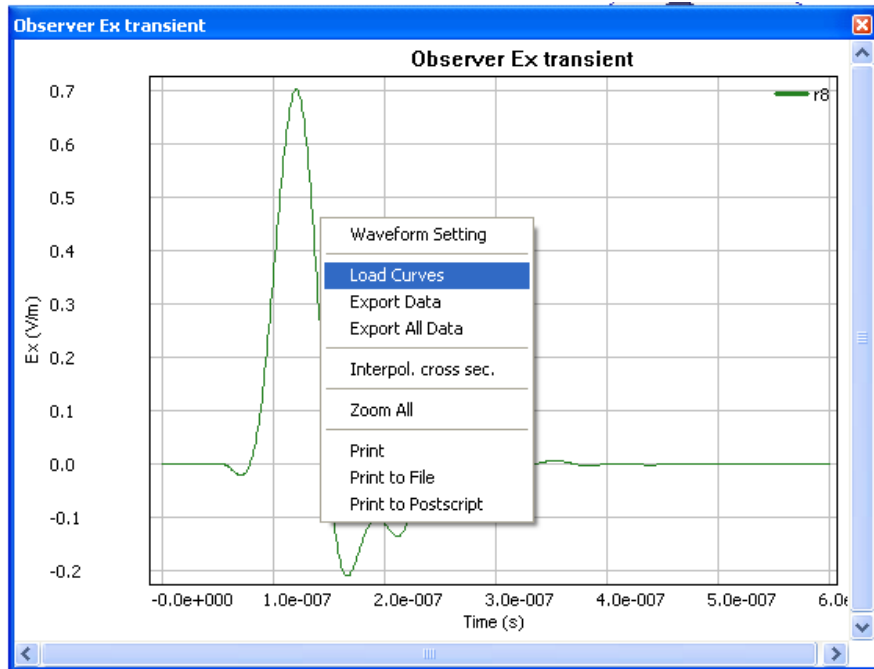 Observer Ex transient
Observer Ex transient
r8
0.7
0.6
0.5
0.4
0.3
0.2
0.1
0.0
-0.1
-0.2
Ex (V/m)
Waveform Setting
Load Curves
Export Data
Export All Data
Interpol. cross sec.
Zoom All
Print
Print to File
Print to Postscript
-0.0e+000 1.0e-007 2.0e-007 3.0e-007 4.0e-007 5.0e-007 6.0e
Time (s)